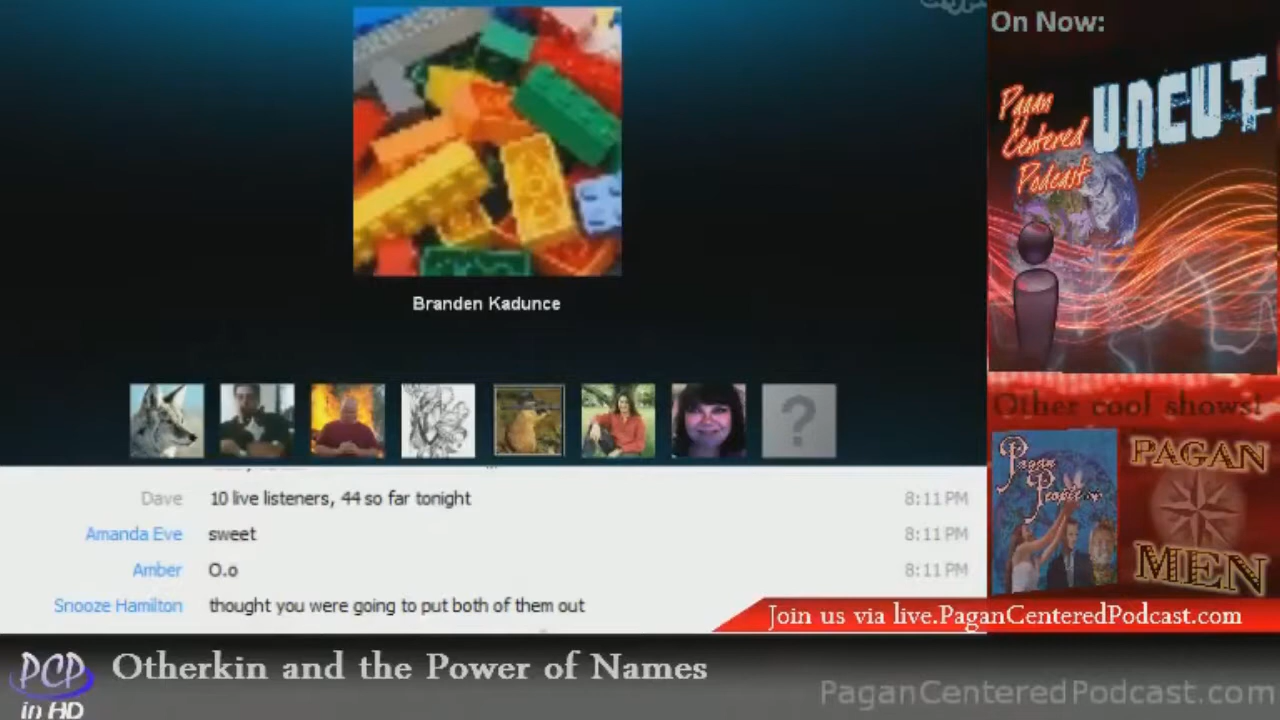 On Now:
Pagan
Centered
Podcast
UNCUT
Branden Kadunce
Other cool shows!
Pagan
People
PAGAN
MEN
Dave 10 live listeners, 44 so far tonight 8:11 PM
Amanda Eve sweet 8:11 PM
Amber O.o 8:11 PM
Snooze Hamilton thought you were going to put both of them out
Join us via live.PaganCenteredPodcast.com
PCP
in HD
Otherkin and the Power of Names
PaganCenteredPodcast.com